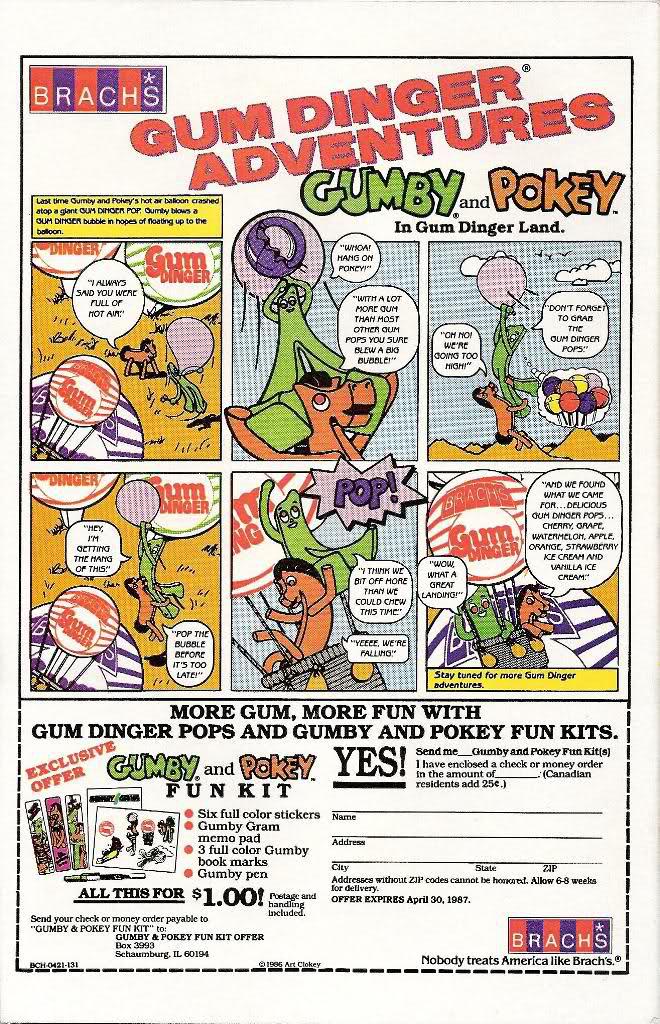 BRACH'S
GUM DINGER®
ADVENTURES
GUMBY® and POKEY™
In Gum Dinger Land.
Last time Gumby and Pokey's hot air balloon crashed
atop a giant GUM DINGER POP. Gumby blows a
GUM DINGER bubble in hopes of floating up to the
balloon.
DINGER
Gum
DINGER
"I ALWAYS
SAID YOU WERE
FULL OF
HOT AIR."
Gum
"WHOA!
HANG ON
POKEY!"
"WITH A LOT
MORE GUM
THAN MOST
OTHER GUM
POPS YOU SURE
BLEW A BIG
BUBBLE!"
"DON'T FORGET
TO GRAB
THE
GUM DINGER
POPS."
"OH NO!
WE'RE
GOING TOO
HIGH!"
DINGER
Gum
DINGER
"HEY,
I'M
GETTING
THE HANG
OF THIS."
Gum
"POP THE
BUBBLE
BEFORE
IT'S TOO
LATE!"
POP!
"I THINK WE
BIT OFF MORE
THAN WE
COULD CHEW
THIS TIME."
"YEEEE, WE'RE
FALLING."
BRACH'S
Gum
DINGER
"AND WE FOUND
WHAT WE CAME
FOR...DELICIOUS
GUM DINGER POPS...
CHERRY, GRAPE,
WATERMELON, APPLE,
ORANGE, STRAWBERRY
ICE CREAM AND
VANILLA ICE
CREAM."
"WOW,
WHAT A
GREAT
LANDING!"
Stay tuned for more Gum Dinger
adventures.
MORE GUM, MORE FUN WITH
GUM DINGER POPS AND GUMBY AND POKEY FUN KITS.
EXCLUSIVE
OFFER
GUMBY and POKEY™
FUN KIT
• Six full color stickers
• Gumby Gram
memo pad
• 3 full color Gumby
book marks
• Gumby pen
ALL THIS FOR $1.00! Postage and
handling
included.
Send your check or money order payable to
"GUMBY & POKEY FUN KIT" to:
GUMBY & POKEY FUN KIT OFFER
Box 3993
Schaumburg, IL 60194
BCH-0421-131
© 1986 Art Clokey
YES!
Send me__Gumby and Pokey Fun Kit(s)
I have enclosed a check or money order
in the amount of______. (Canadian
residents add 25¢.)
Name
Address
City State ZIP
Addresses without ZIP codes cannot be honored. Allow 6-8 weeks
for delivery.
OFFER EXPIRES April 30, 1987.
BRACH'S
Nobody treats America like Brach's.®